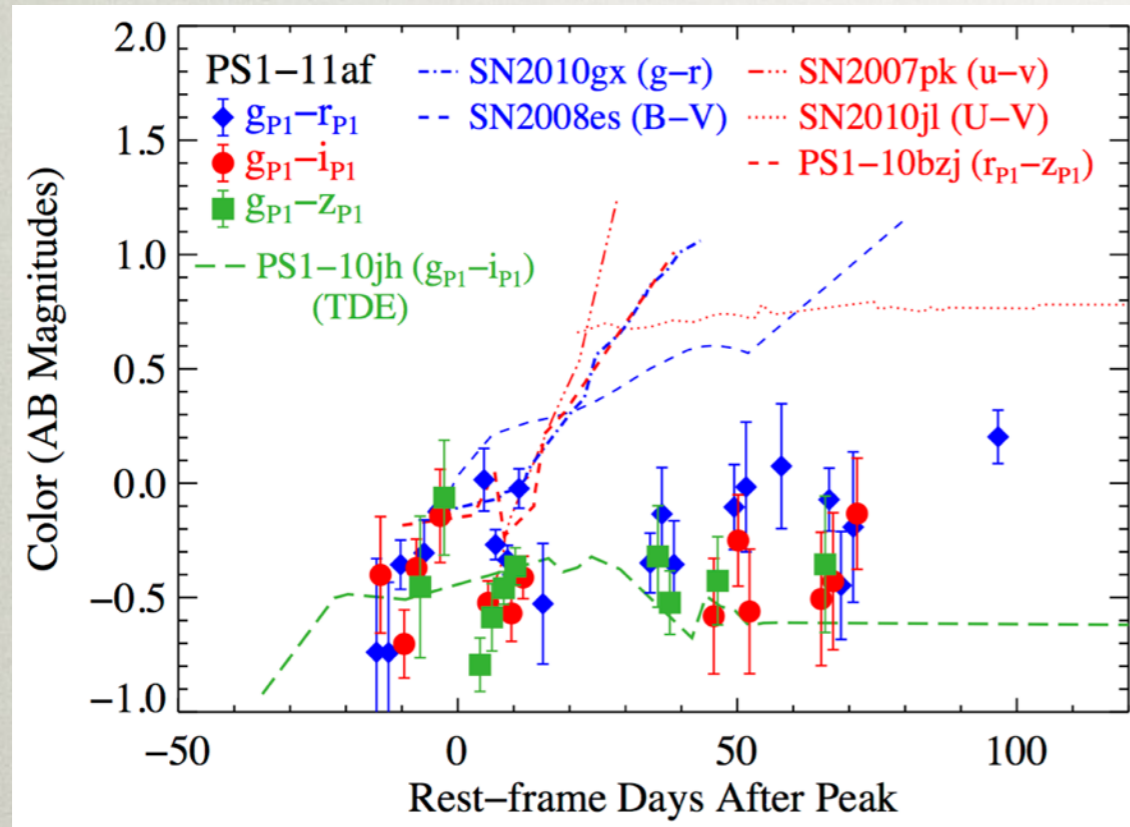 PS1−11af
g_P1−r_P1
g_P1−i_P1
g_P1−z_P1
PS1−10jh (g_P1−i_P1)
(TDE)
SN2010gx (g−r)
SN2008es (B−V)
SN2007pk (u−v)
SN2010jl (U−V)
PS1−10bzj (r_P1−z_P1)
Color (AB Magnitudes)
2.0
1.5
1.0
0.5
0.0
−0.5
−1.0
−50 0 50 100
Rest−frame Days After Peak